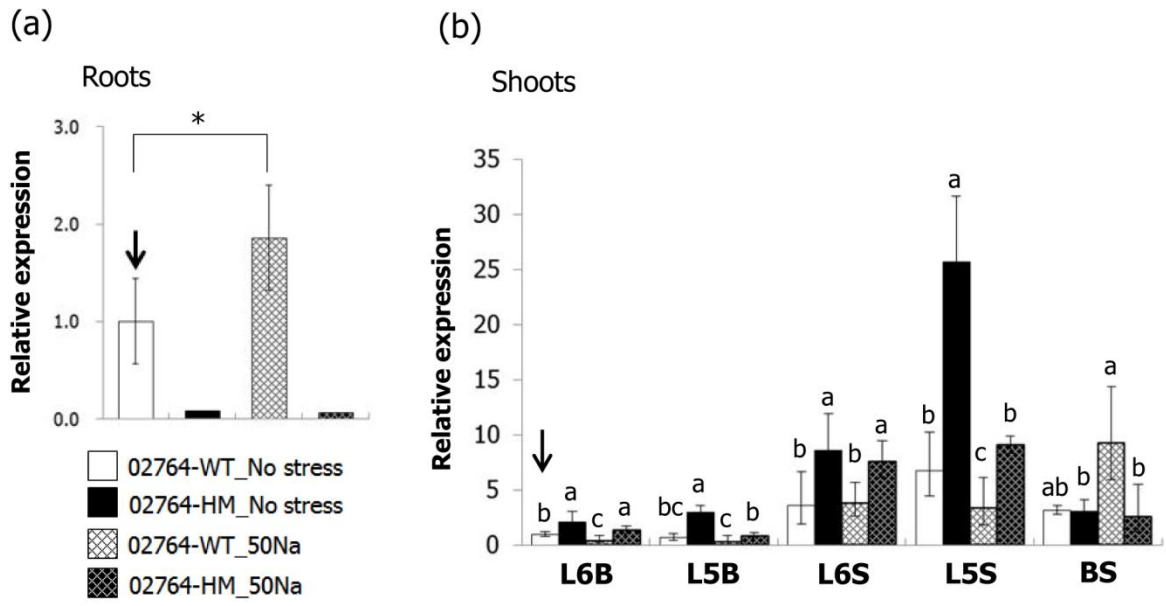 (a)
Roots
*
3.0
2.0
1.0
0.0
Relative expression
02764-WT_No stress
02764-HM_No stress
02764-WT_50Na
02764-HM_50Na
(b)
Shoots
35
30
25
20
15
10
5
0
Relative expression
b a c a
bc a c b
b a b a
b a c b
ab b a b
L6B L5B L6S L5S BS